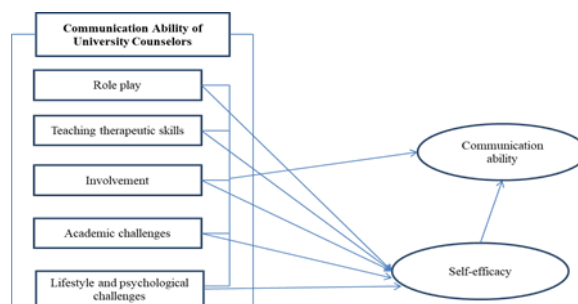 Communication Ability of
University Counselors
Role play
Teaching therapeutic skills
Involvement
Academic challenges
Lifestyle and psychological
challenges
Communication
ability
Self-efficacy